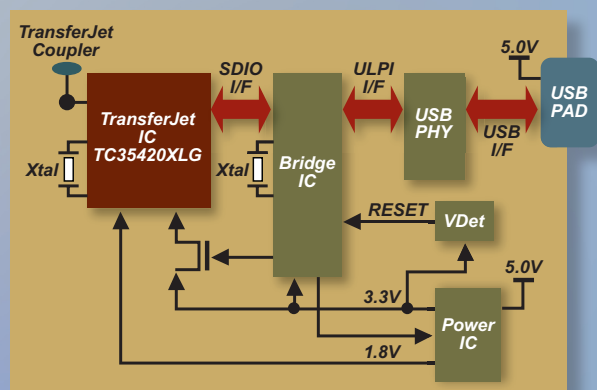 TransferJet
Coupler
TransferJet
IC
TC35420XLG
Xtal
SDIO
I/F
Xtal
Bridge
IC
ULPI
I/F
USB
PHY
USB
I/F
5.0V
USB
PAD
RESET
VDet
3.3V
1.8V
Power
IC
5.0V